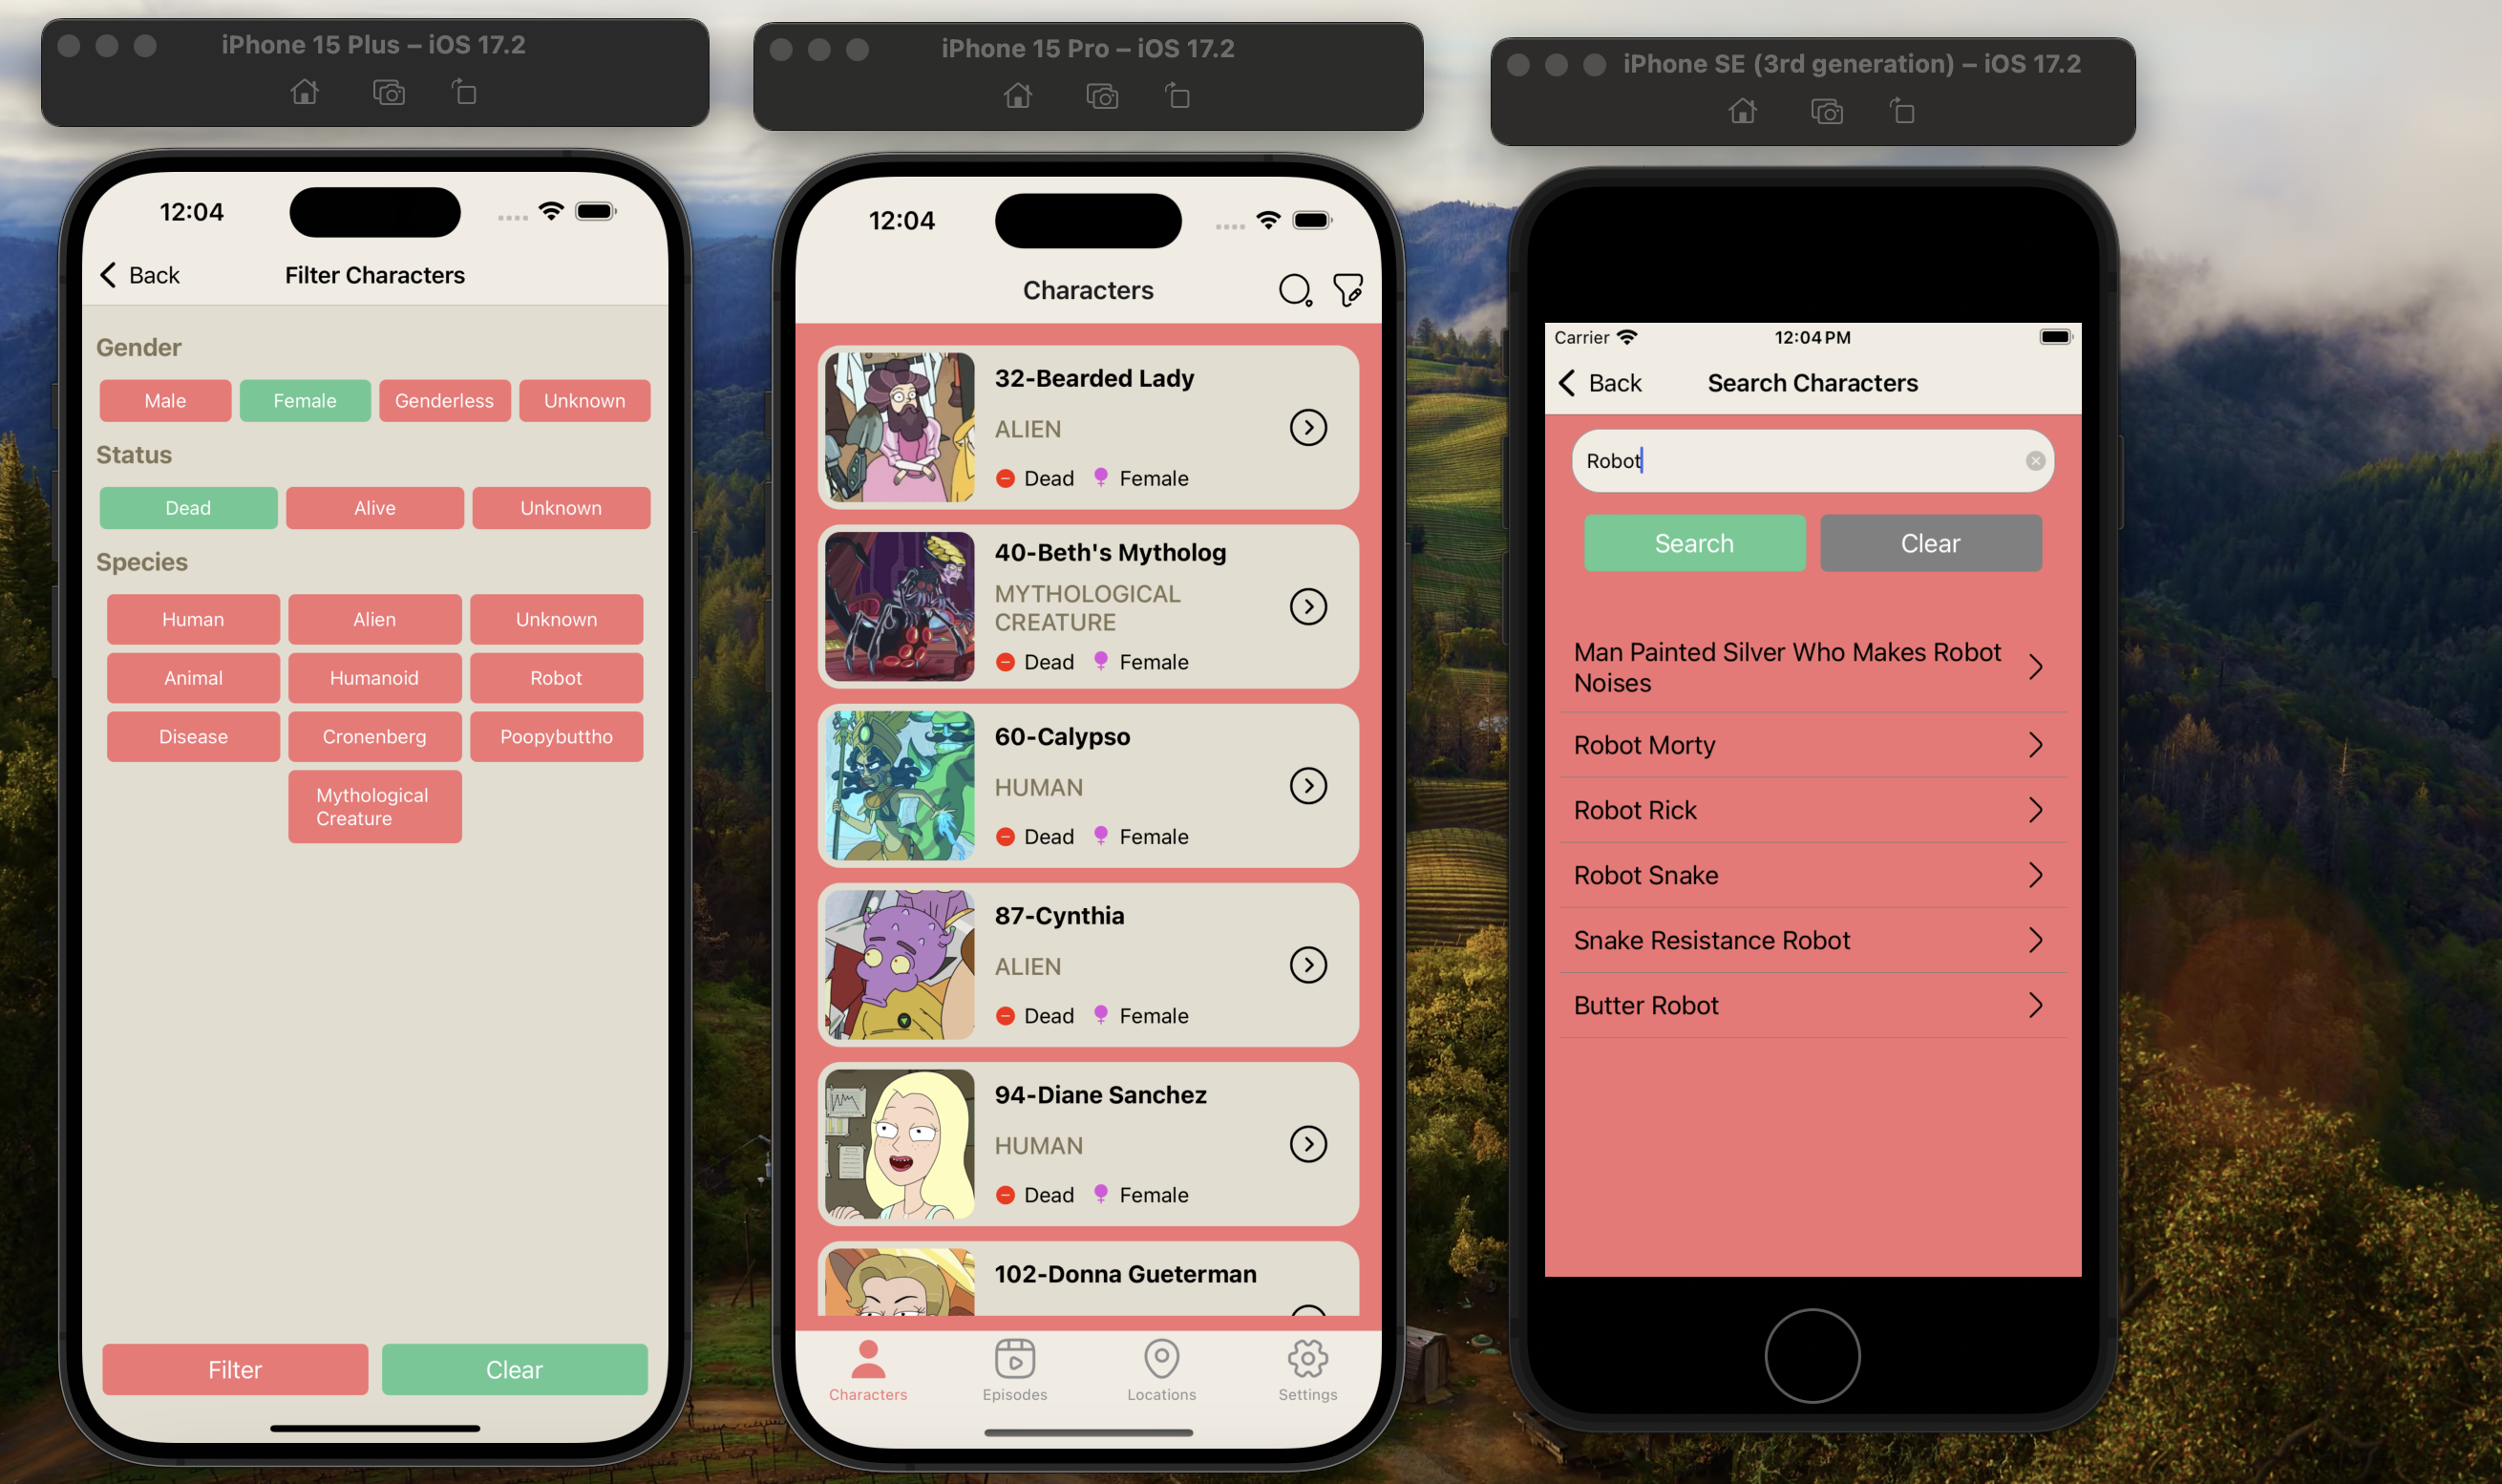 iPhone 15 Plus – iOS 17.2
12:04
Back
Filter Characters
Gender
Male
Female
Genderless
Unknown
Status
Dead
Alive
Unknown
Species
Human
Alien
Unknown
Animal
Humanoid
Robot
Disease
Cronenberg
Poopybuttho
Mythological
Creature
Filter
Clear
iPhone 15 Pro – iOS 17.2
12:04
Characters
32-Bearded Lady
ALIEN
Dead
Female
40-Beth's Mytholog
MYTHOLOGICAL
CREATURE
Dead
Female
60-Calypso
HUMAN
Dead
Female
87-Cynthia
ALIEN
Dead
Female
94-Diane Sanchez
HUMAN
Dead
Female
102-Donna Gueterman
Characters
Episodes
Locations
Settings
iPhone SE (3rd generation) – iOS 17.2
Carrier
12:04 PM
Back
Search Characters
Robot
Search
Clear
Man Painted Silver Who Makes Robot
Noises
Robot Morty
Robot Rick
Robot Snake
Snake Resistance Robot
Butter Robot